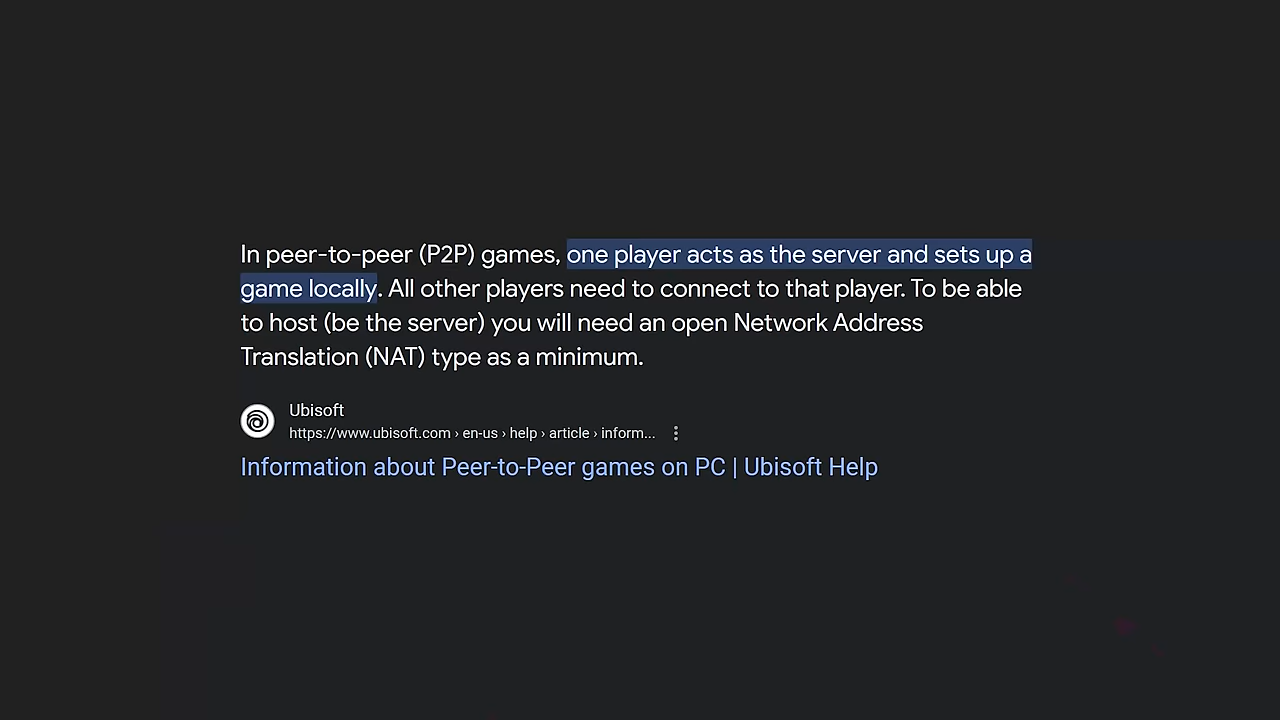 In peer-to-peer (P2P) games, one player acts as the server and sets up a
game locally. All other players need to connect to that player. To be able
to host (be the server) you will need an open Network Address
Translation (NAT) type as a minimum.
Ubisoft
https://www.ubisoft.com › en-us › help › article › inform...
Information about Peer-to-Peer games on PC | Ubisoft Help